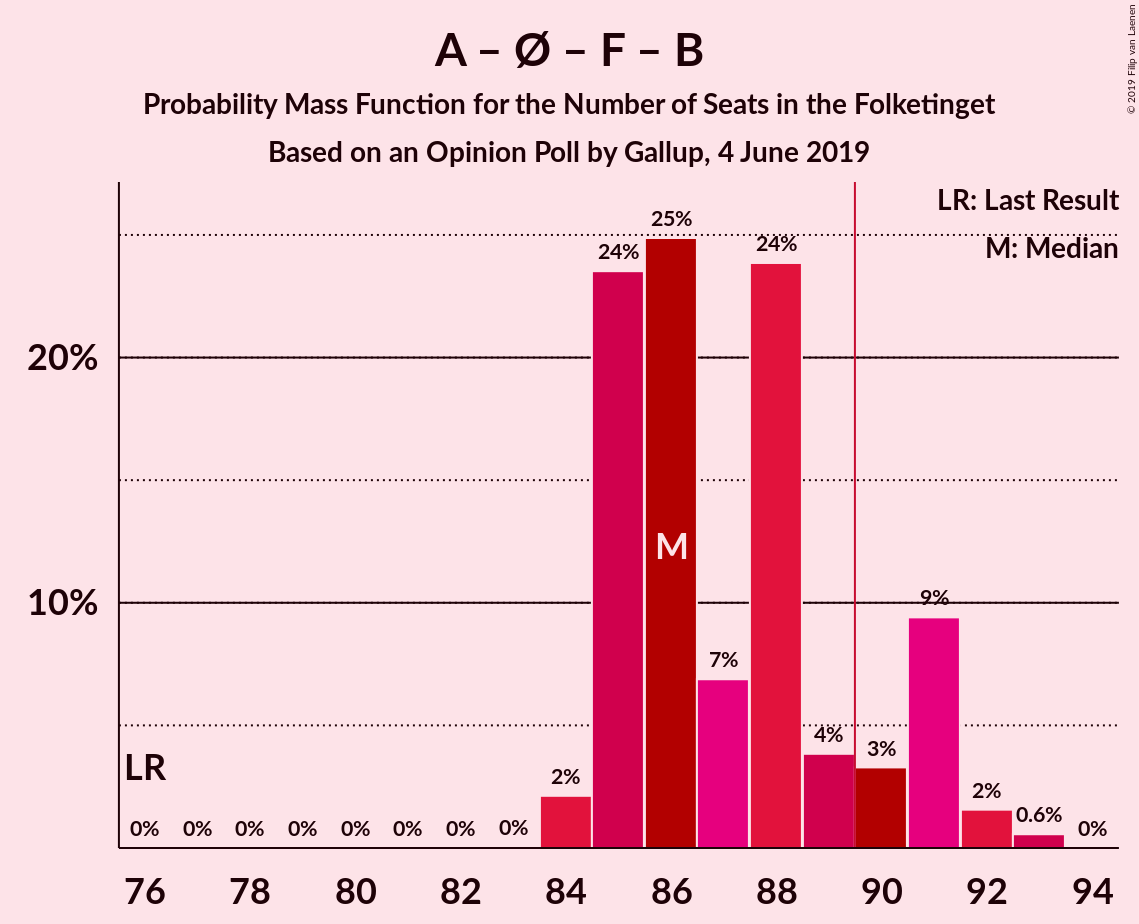 A – Ø – F – B
Probability Mass Function for the Number of Seats in the Folketinget
Based on an Opinion Poll by Gallup, 4 June 2019
© 2019 Filip van Laenen
LR: Last Result
M: Median
25%
24%
24%
20%
M
10%
9%
7%
4%
3%
LR
2%
2%
0.6%
0% 0% 0% 0% 0% 0% 0% 0% 0%
76 78 80 82 84 86 88 90 92 94